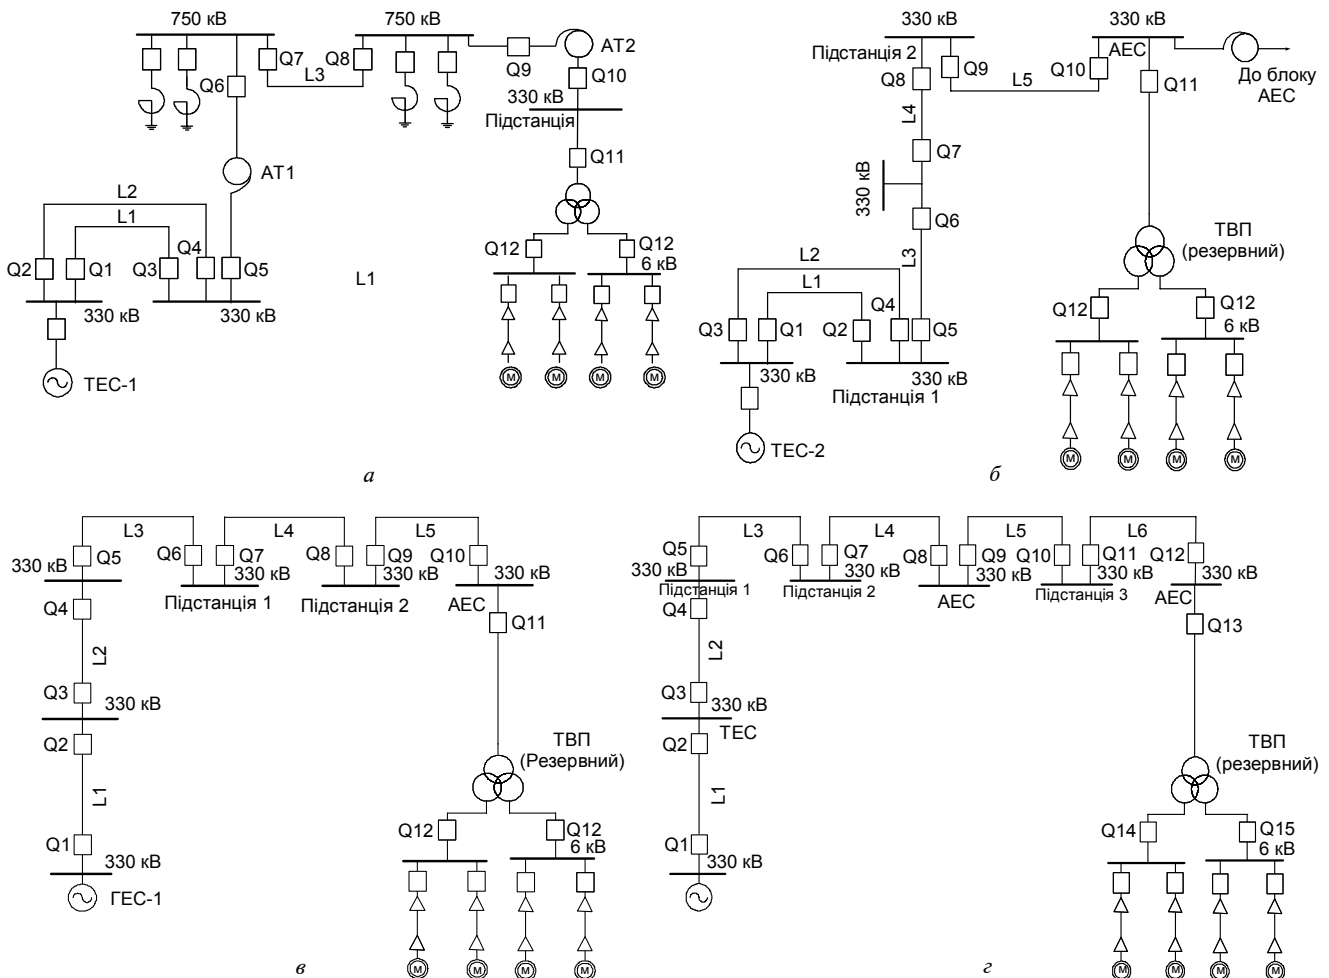 750 кВ
750 кВ
Q7
Q8
L3
Q6
Q9
АТ2
Q10
330 кВ
Підстанція
Q11
АТ1
L2
L1
Q2
Q1
Q3
Q4
Q5
330 кВ
330 кВ
L1
Q12
Q12
6 кВ
ТЕС-1
М
М
М
М
а
330 кВ
330 кВ
Підстанція 2
АЕС
Q8
Q9
Q10
Q11
L5
До блоку
АЕС
L4
Q7
330 кВ
Q6
L3
L2
L1
Q3
Q1
Q2
Q4
Q5
330 кВ
330 кВ
Підстанція 1
ТВП
(резервний)
Q12
Q12
6 кВ
ТЕС-2
М
М
М
М
б
L3
L4
L5
Q5
Q6
Q7
Q8
Q9
Q10
330 кВ
330 кВ
330 кВ
330 кВ
Підстанція 1
Підстанція 2
АЕС
Q4
Q11
L2
Q3
330 кВ
Q2
ТВП
(Резервний)
L1
Q1
Q12
Q12
6 кВ
330 кВ
ГЕС-1
М
М
М
М
в
L3
L4
L5
L6
Q5
Q6
Q7
Q8
Q9
Q10
Q11
Q12
330 кВ
330 кВ
330 кВ
330 кВ
330 кВ
Підстанція 1
Підстанція 2
АЕС
Підстанція 3
АЕС
Q4
Q13
L2
Q3
330 кВ
ТЕС
Q2
ТВП
(резервний)
L1
Q1
Q14
Q15
6 кВ
330 кВ
М
М
М
М
г